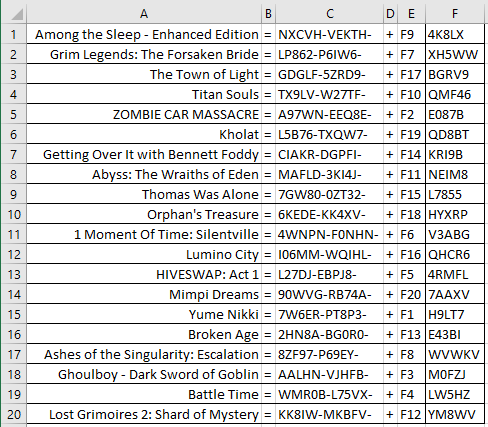 A B C D E F
1 Among the Sleep - Enhanced Edition = NXCVH-VEKTH- + F9 4K8LX
2 Grim Legends: The Forsaken Bride = LP862-P6IW6- + F7 XH5WW
3 The Town of Light = GDGLF-5ZRD9- + F17 BGRV9
4 Titan Souls = TX9LV-W27TF- + F10 QMF46
5 ZOMBIE CAR MASSACRE = A97WN-EEQ8E- + F2 E087B
6 Kholat = L5B76-TXQW7- + F19 QD8BT
7 Getting Over It with Bennett Foddy = CIAKR-DGPFI- + F14 KRI9B
8 Abyss: The Wraiths of Eden = MAFLD-3KI4J- + F11 NEIM8
9 Thomas Was Alone = 7GW80-0ZT32- + F15 L7855
10 Orphan's Treasure = 6KEDE-KK4XV- + F18 HYXRP
11 1 Moment Of Time: Silentville = 4WNPN-F0NHN- + F6 V3ABG
12 Lumino City = I06MM-WQIHL- + F16 QHCR6
13 HIVESWAP: Act 1 = L27DJ-EBPJ8- + F5 4RMFL
14 Mimpi Dreams = 90WVG-RB74A- + F20 7AAXV
15 Yume Nikki = 7W6ER-PT8P3- + F1 H9LT7
16 Broken Age = 2HN8A-BG0R0- + F13 E43BI
17 Ashes of the Singularity: Escalation = 8ZF97-P69EY- + F8 WVWKV
18 Ghoulboy - Dark Sword of Goblin = AALHN-VJHFB- + F3 M0FZJ
19 Battle Time = WMR0B-L75VX- + F4 LW5HZ
20 Lost Grimoires 2: Shard of Mystery = KK8IW-MKBFV- + F12 YM8WV